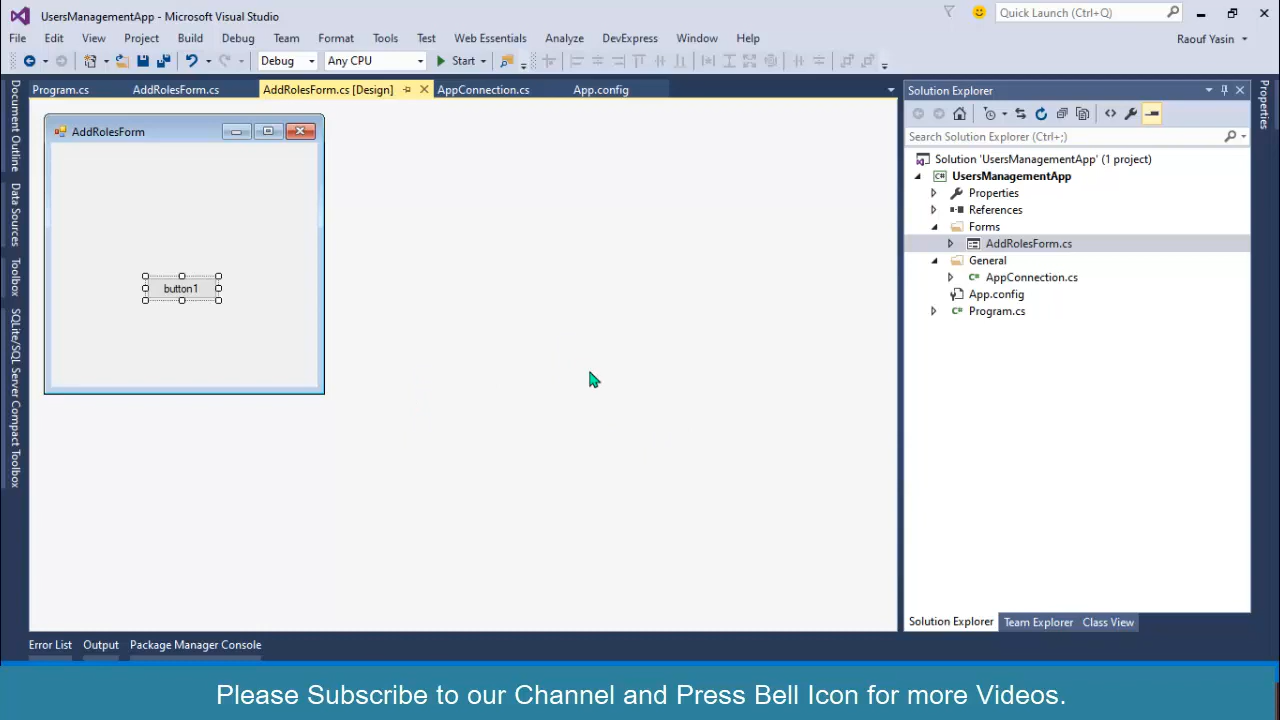 UsersManagementApp - Microsoft Visual Studio
Quick Launch (Ctrl+Q)
File Edit View Project Build Debug Team Format Tools Test Web Essentials Analyze DevExpress Window Help
Raouf Yasin
Debug Any CPU Start
Program.cs AddRolesForm.cs AddRolesForm.cs [Design] AppConnection.cs App.config
Document Outline
Data Sources
Toolbox
SQLite/SQL Server Compact Toolbox
AddRolesForm
button1
Solution Explorer
Search Solution Explorer (Ctrl+;)
Solution 'UsersManagementApp' (1 project)
UsersManagementApp
Properties
References
Forms
AddRolesForm.cs
General
AppConnection.cs
App.config
Program.cs
Solution Explorer Team Explorer Class View
Properties
Error List Output Package Manager Console
Please Subscribe to our Channel and Press Bell Icon for more Videos.